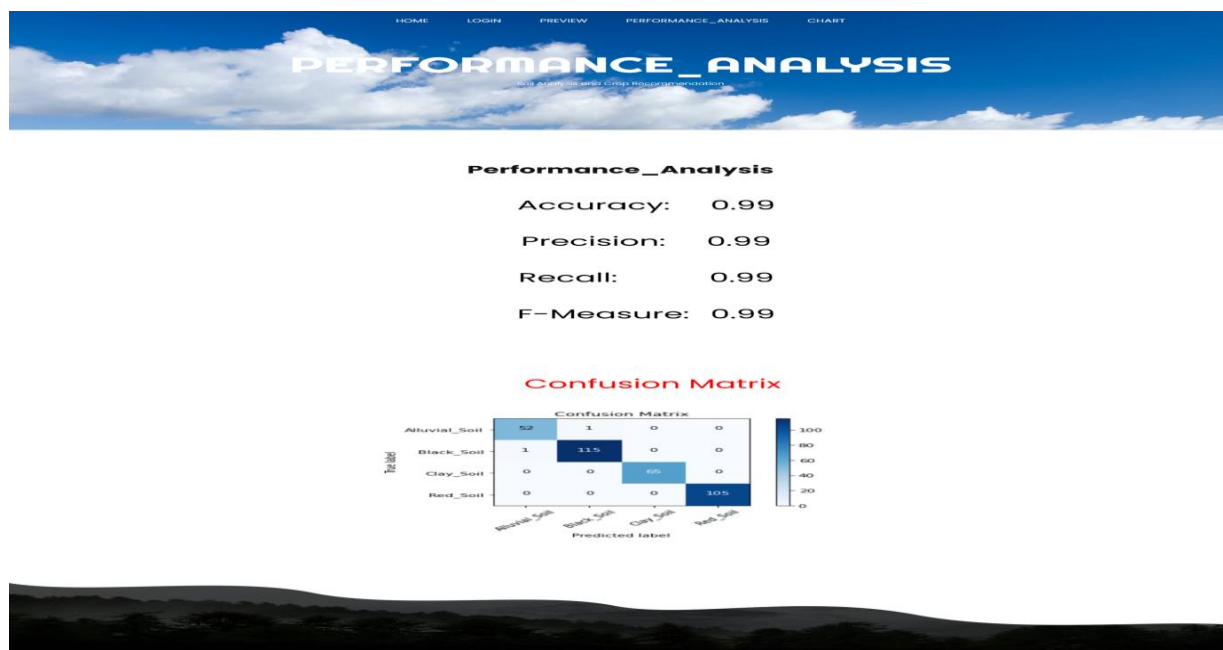 HOME LOGIN PREVIEW PERFORMANCE_ANALYSIS CHART
PERFORMANCE_ANALYSIS
Soil Analysis and Crop Recommendation
Performance_Analysis
Accuracy: 0.99
Precision: 0.99
Recall: 0.99
F-Measure: 0.99
Confusion Matrix
Confusion Matrix
Alluvial_Soil 52 1 0 0
Black_Soil 1 115 0 0
Clay_Soil 0 0 65 0
Red_Soil 0 0 0 105
True label
100
80
60
40
20
0
Alluvial_Soil Black_Soil Clay_Soil Red_Soil
Predicted label